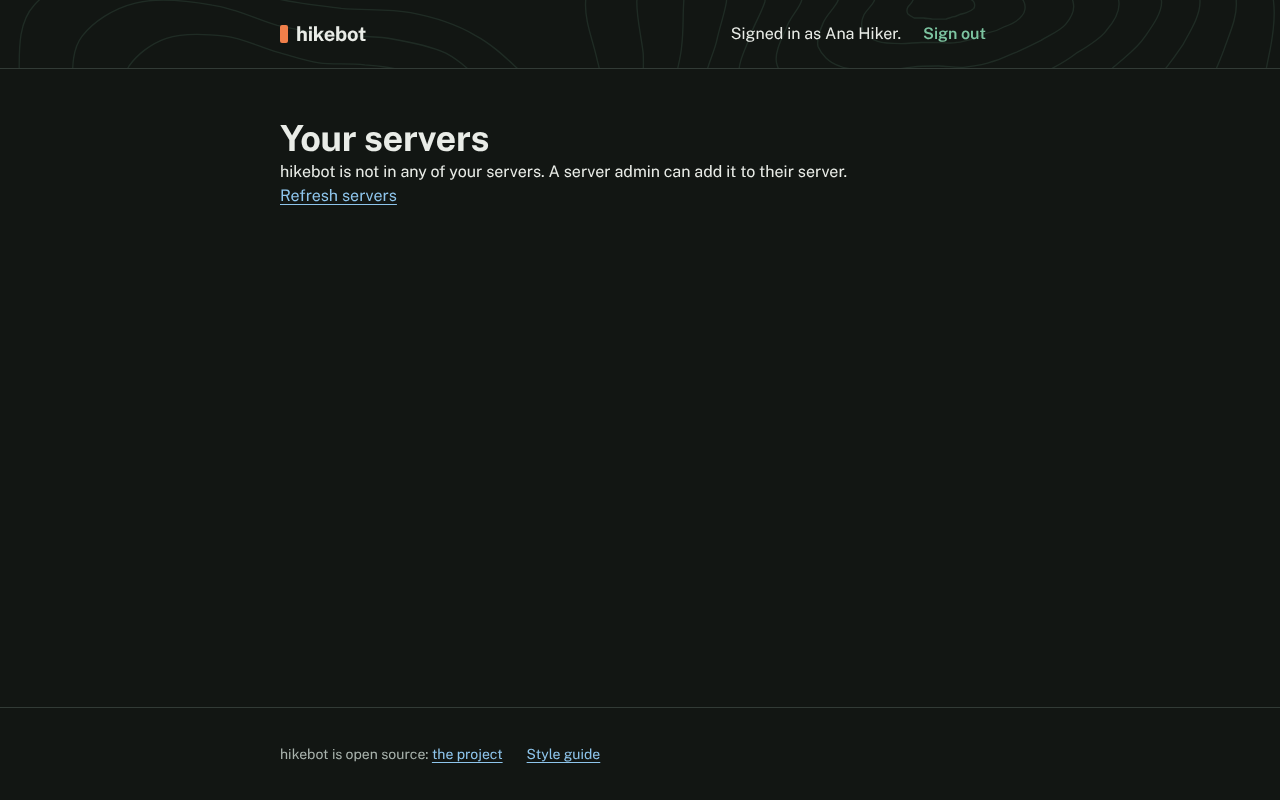 hikebot
Signed in as Ana Hiker.
Sign out
Your servers
hikebot is not in any of your servers. A server admin can add it to their server.
Refresh servers
hikebot is open source: the project
Style guide